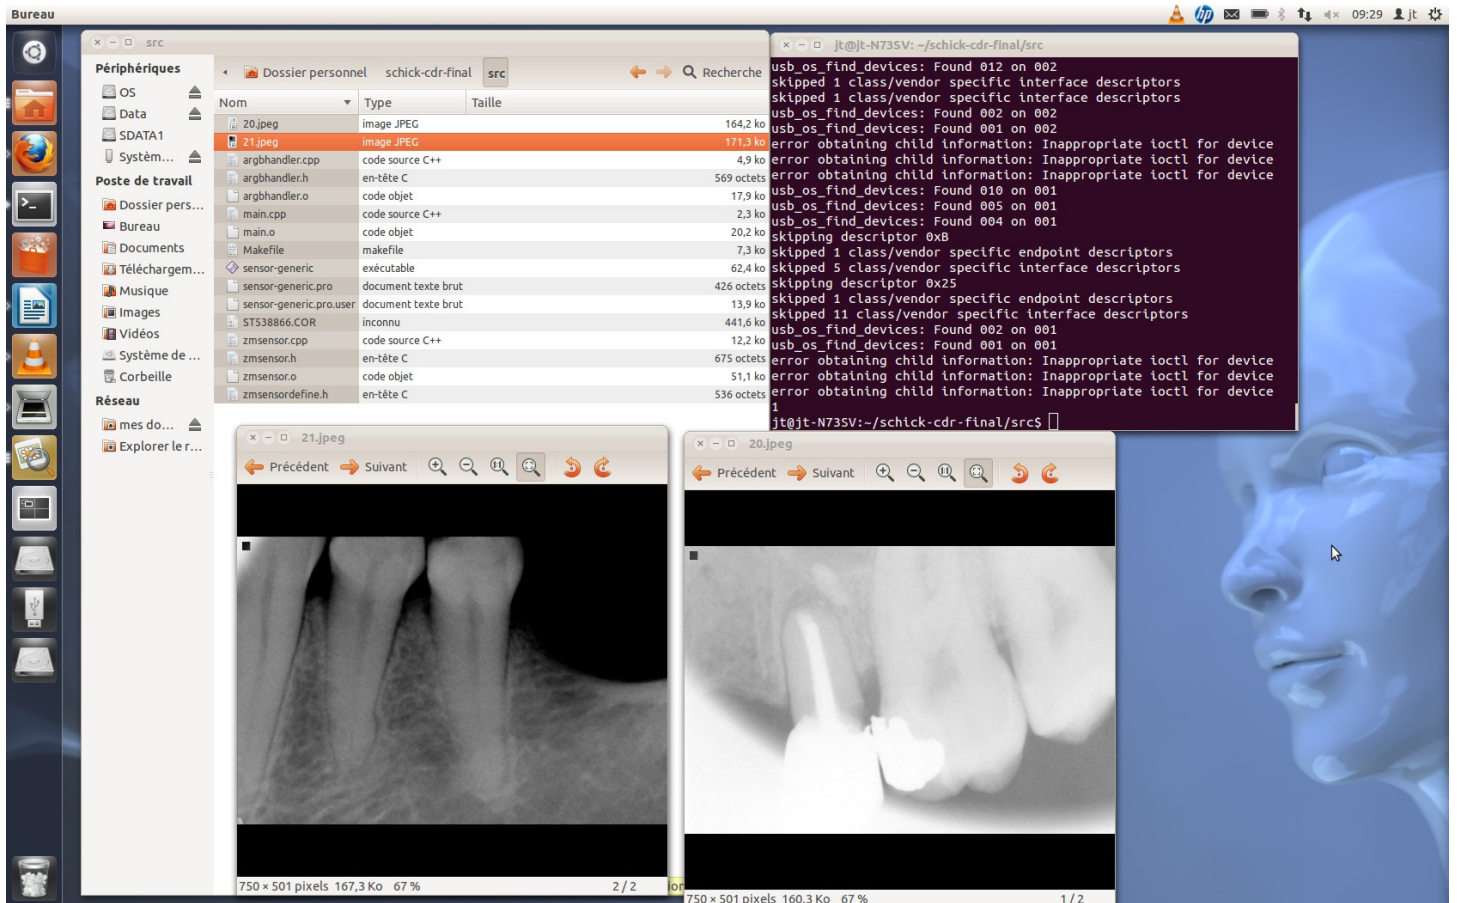 Bureau
09:29 jt
src
Périphériques
OS
Data
SDATA1
Systèm...
Poste de travail
Dossier pers...
Bureau
Documents
Téléchargem...
Musique
Images
Vidéos
Système de ...
Corbeille
Réseau
mes do...
Explorer le r...
Dossier personnel schick-cdr-final src Recherche
Nom Type Taille
20.jpeg image JPEG 164,2 ko
21.jpeg image JPEG 171,3 ko
argbhandler.cpp code source C++ 4,9 ko
argbhandler.h en-tête C 569 octets
argbhandler.o code objet 17,9 ko
main.cpp code source C++ 2,3 ko
main.o code objet 20,2 ko
Makefile makefile 7,3 ko
sensor-generic exécutable 62,4 ko
sensor-generic.pro document texte brut 426 octets
sensor-generic.pro.user document texte brut 13,9 ko
ST538866.COR inconnu 441,6 ko
zmsensor.cpp code source C++ 12,2 ko
zmsensor.h en-tête C 675 octets
zmsensor.o code objet 51,1 ko
zmsensordefine.h en-tête C 536 octets
jt@jt-N73SV: ~/schick-cdr-final/src
usb_os_find_devices: Found 012 on 002
skipped 1 class/vendor specific interface descriptors
skipped 1 class/vendor specific interface descriptors
usb_os_find_devices: Found 002 on 002
usb_os_find_devices: Found 001 on 002
error obtaining child information: Inappropriate ioctl for device
error obtaining child information: Inappropriate ioctl for device
error obtaining child information: Inappropriate ioctl for device
usb_os_find_devices: Found 010 on 001
usb_os_find_devices: Found 005 on 001
usb_os_find_devices: Found 004 on 001
skipping descriptor 0xB
skipped 1 class/vendor specific endpoint descriptors
skipped 5 class/vendor specific interface descriptors
skipping descriptor 0x25
skipped 1 class/vendor specific endpoint descriptors
skipped 11 class/vendor specific interface descriptors
usb_os_find_devices: Found 002 on 001
usb_os_find_devices: Found 001 on 001
error obtaining child information: Inappropriate ioctl for device
error obtaining child information: Inappropriate ioctl for device
error obtaining child information: Inappropriate ioctl for device
1
jt@jt-N73SV:~/schick-cdr-final/src$
21.jpeg
Précédent Suivant
750 × 501 pixels 167,3 Ko 67 % 2 / 2
20.jpeg
Précédent Suivant
750 × 501 pixels 160,3 Ko 67 % 1 / 2